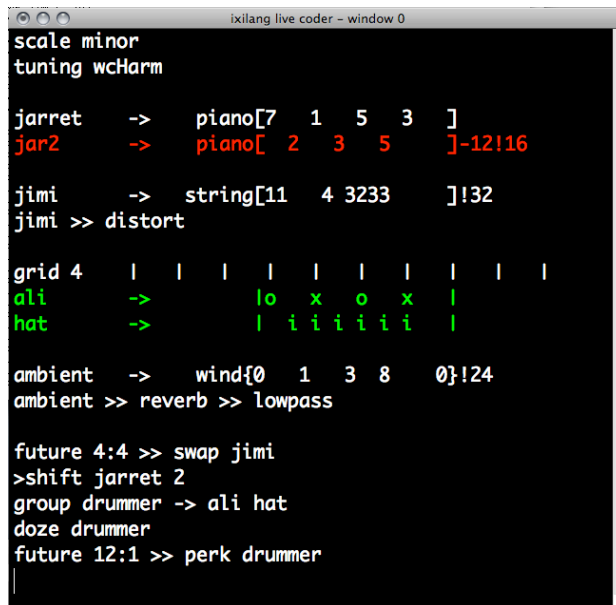 ixilang live coder – window 0
scale minor
tuning wcHarm
jarret    ->    piano[7   1   5   3   ]
jar2      ->    piano[  2   3   5     ]-12!16
jimi      ->   string[11   4 3233     ]!32
jimi >> distort
grid 4    |   |   |   |   |   |   |   |   |   |
ali       ->         |o   x   o   x   |
hat       ->         |  i i i i i i   |
ambient   ->    wind{0   1   3  8    0}!24
ambient >> reverb >> lowpass
future 4:4 >> swap jimi
>shift jarret 2
group drummer -> ali hat
doze drummer
future 12:1 >> perk drummer